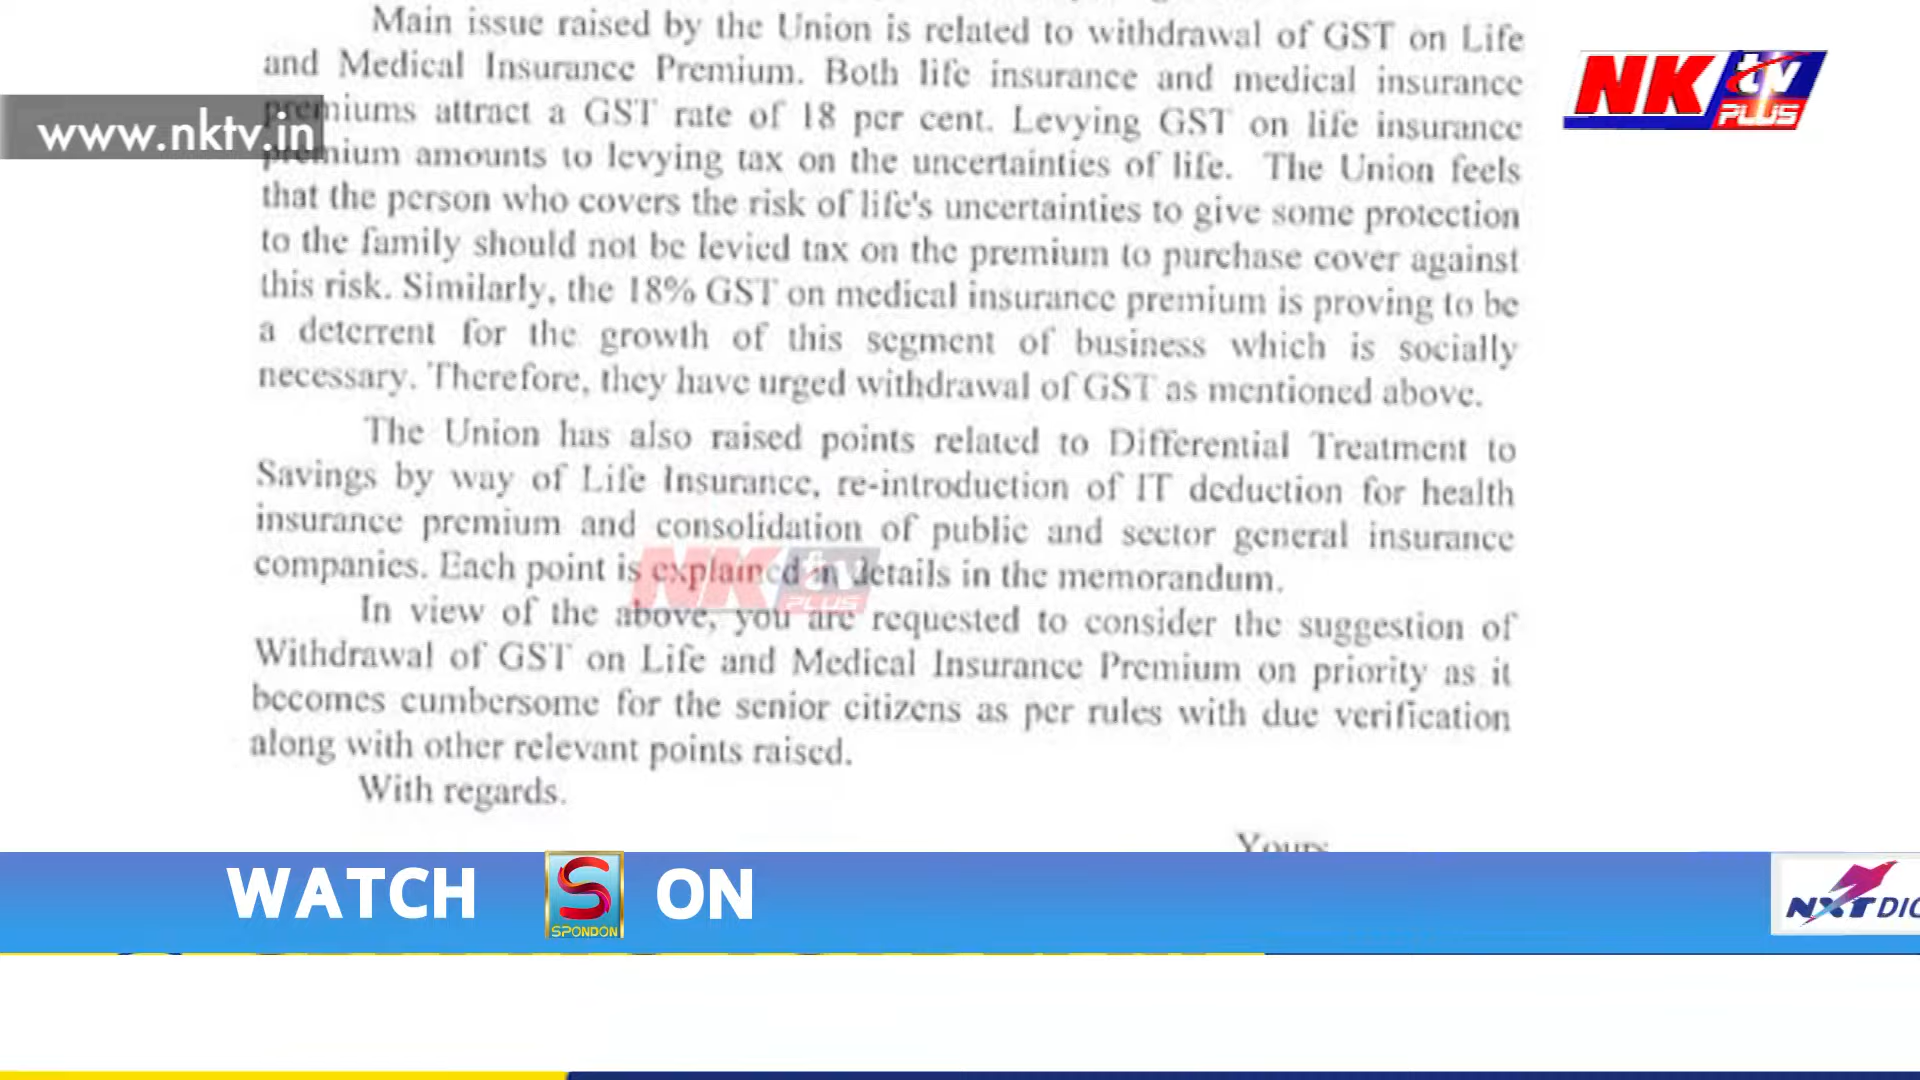 Main issue raised by the Union is related to withdrawal of GST on Life
and Medical Insurance Premium. Both life insurance and medical insurance
premiums attract a GST rate of 18 per cent. Levying GST on life insurance
premium amounts to levying tax on the uncertainties of life. The Union feels
that the person who covers the risk of life's uncertainties to give some protection
to the family should not be levied tax on the premium to purchase cover against
this risk. Similarly, the 18% GST on medical insurance premium is proving to be
a deterrent for the growth of this segment of business which is socially
necessary. Therefore, they have urged withdrawal of GST as mentioned above.
The Union has also raised points related to Differential Treatment to
Savings by way of Life Insurance, re-introduction of IT deduction for health
insurance premium and consolidation of public and sector general insurance
companies. Each point is explained in details in the memorandum.
In view of the above, you are requested to consider the suggestion of
Withdrawal of GST on Life and Medical Insurance Premium on priority as it
becomes cumbersome for the senior citizens as per rules with due verification
along with other relevant points raised.
With regards.
Yours
www.nktv.in
NK tv PLUS
NK tv PLUS
WATCH S SPONDON ON
NXT DIG